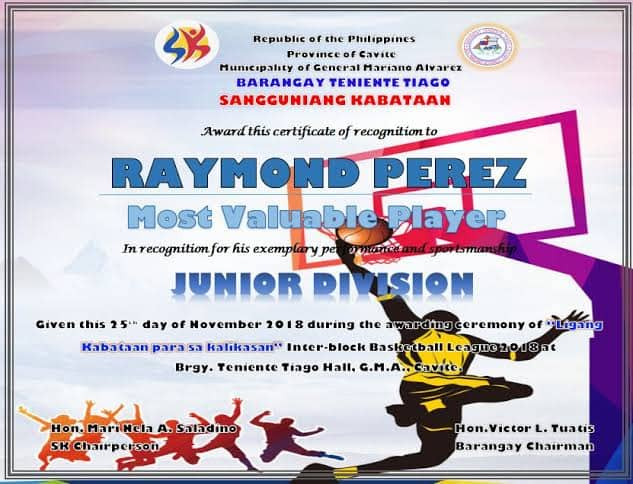 Republic of the Philippines
Province of Cavite
Municipality of General Mariano Alvarez
BARANGAY TENIENTE TIAGO
SANGGUNIANG KABATAAN
Award this certificate of recognition to
RAYMOND PEREZ
Most Valuable Player
In recognition for his exemplary performance and sportsmanship
JUNIOR DIVISION
Given this 25th day of November 2018 during the awarding ceremony of "Ligang
Kabataan para sa kalikasan" Inter-block Basketball League 2018 at
Brgy. Teniente Tiago Hall, G.M.A., Cavite.
Hon. Mari Nela A. Saladino
SK Chairperson
Hon.Victor L. Tuatis
Barangay Chairman